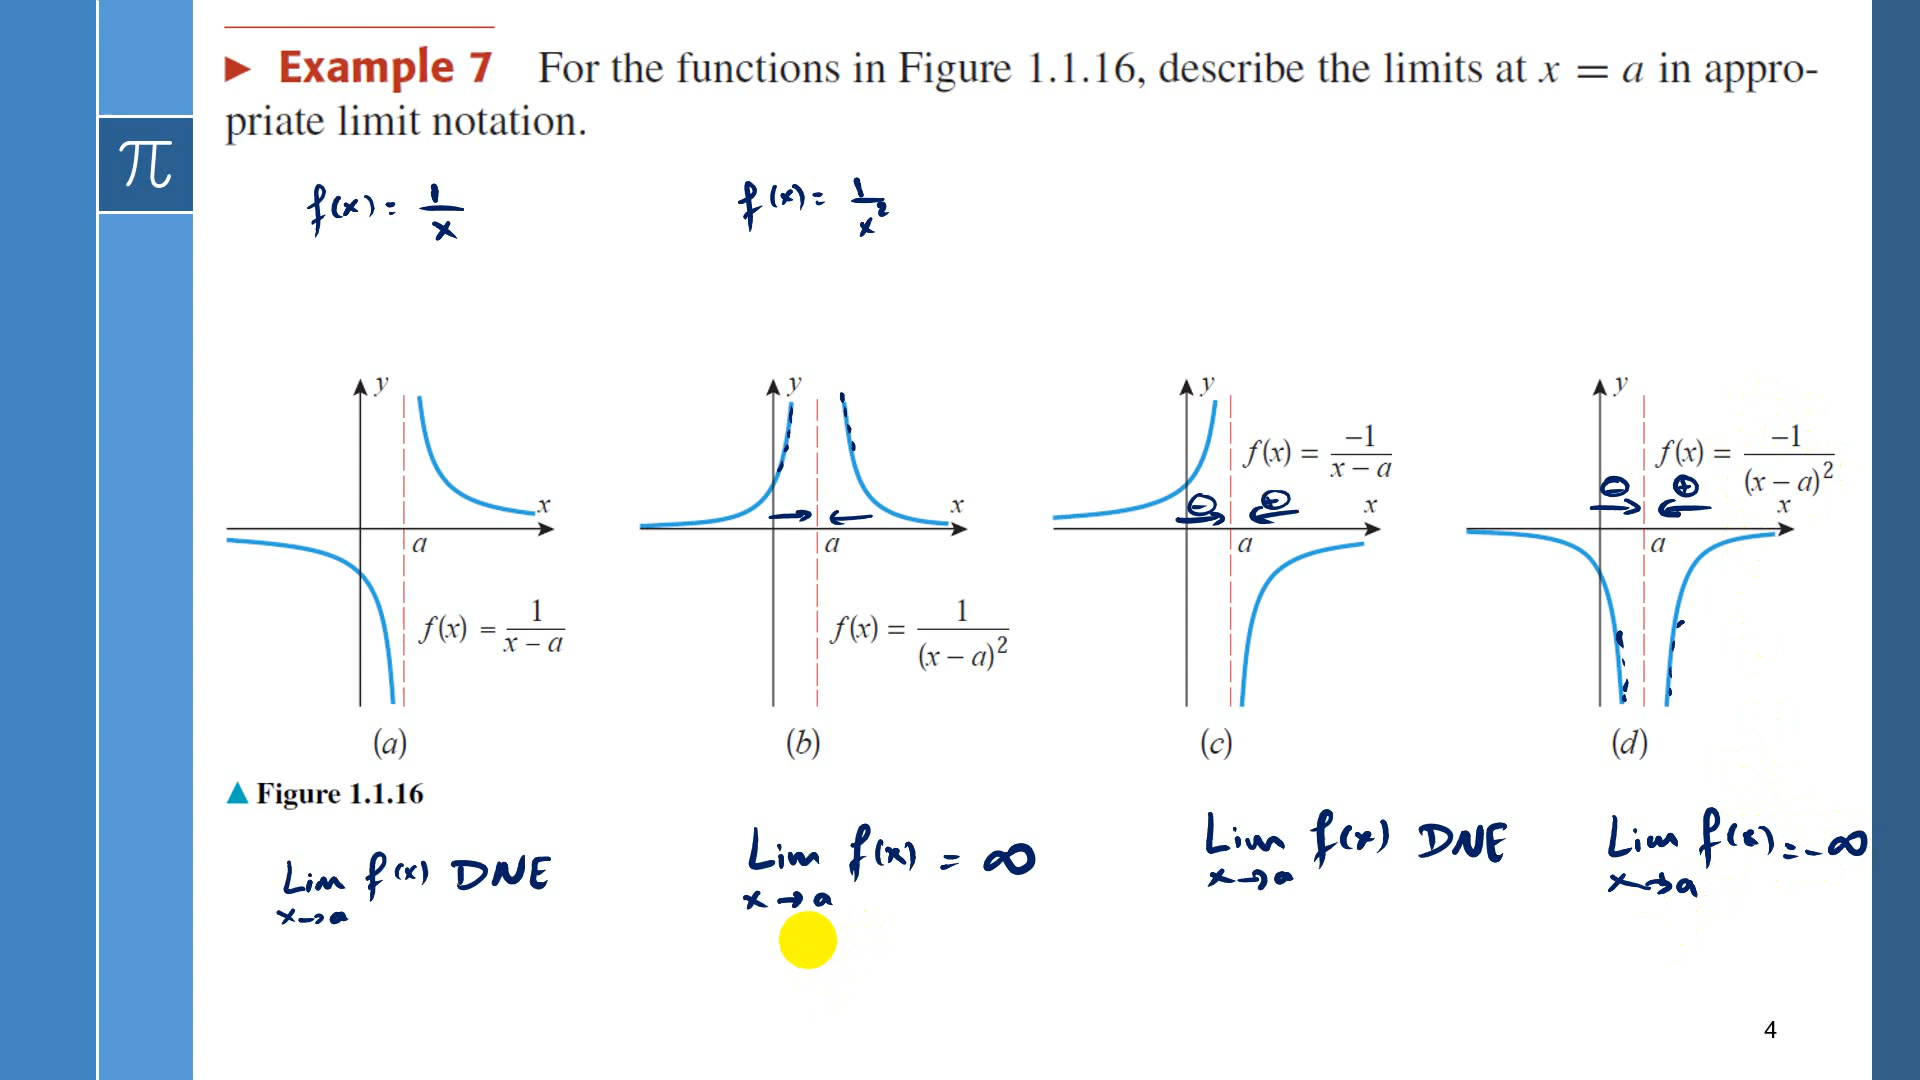 π
▶ Example 7 For the functions in Figure 1.1.16, describe the limits at x = a in appro-
priate limit notation.
f(x) = 1/x
f(x) = 1/x²
y
x
a
f(x) = 1/(x − a)
(a)
y
x
a
f(x) = 1/(x − a)²
(b)
y
f(x) = −1/(x − a)
x
⊖ ⊕
a
(c)
y
f(x) = −1/(x − a)²
x
⊖ ⊕
a
(d)
▲ Figure 1.1.16
Lim f(x) DNE
x→a
Lim f(x) = ∞
x→a
Lim f(x) DNE
x→a
Lim f(x) = -∞
x→a
4